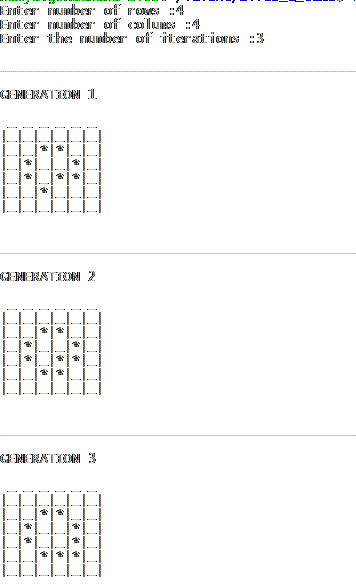 Enter number of rows :4
Enter number of colums :4
Enter the number of iterations :3
GENERATION 1
_ _ _ _ _ _
|_|_|_|_|_|_|
|_|_|*|*|_|_|
|_|*|_|_|*|_|
|_|*|_|*|*|_|
|_|_|*|_|_|_|
|_|_|_|_|_|_|
GENERATION 2
_ _ _ _ _ _
|_|_|_|_|_|_|
|_|_|*|*|_|_|
|_|*|_|_|*|_|
|_|*|_|*|*|_|
|_|_|*|*|_|_|
|_|_|_|_|_|_|
GENERATION 3
_ _ _ _ _ _
|_|_|_|_|_|_|
|_|_|*|*|_|_|
|_|*|_|_|*|_|
|_|*|_|_|*|_|
|_|_|*|*|*|_|